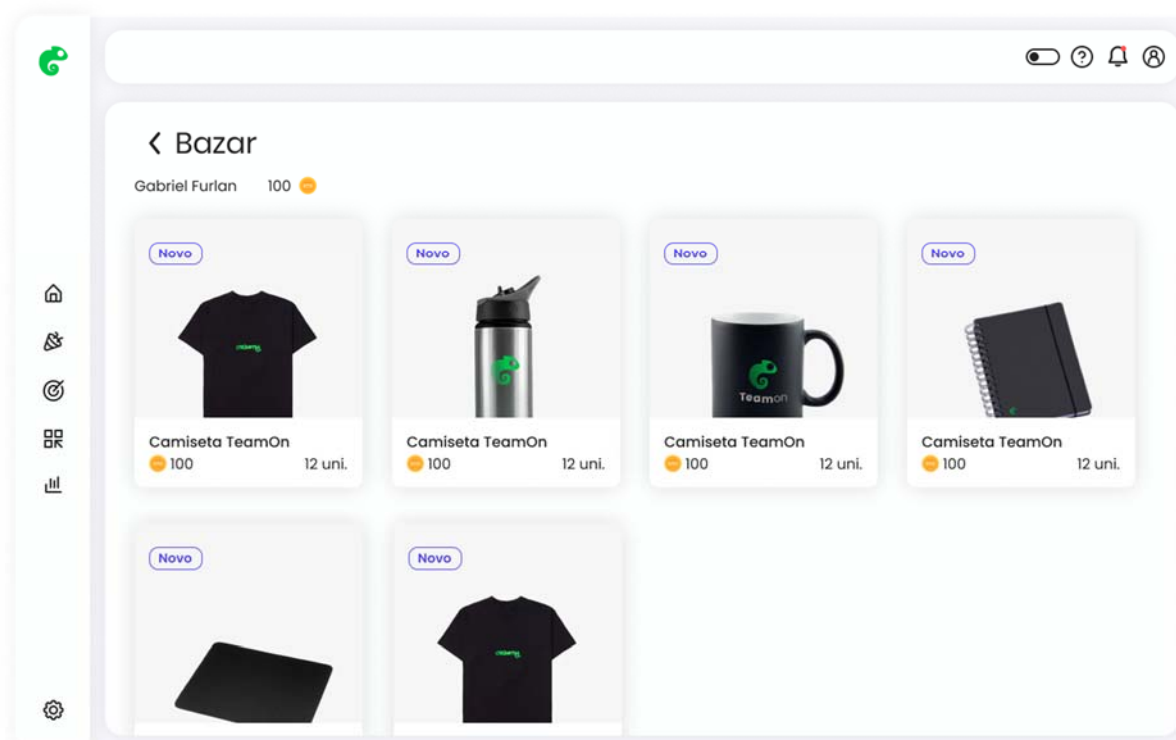 Bazar
Gabriel Furlan 100
Novo Novo Novo Novo
Teamon
Camiseta TeamOn Camiseta TeamOn Camiseta TeamOn Camiseta TeamOn
100 12 uni. 100 12 uni. 100 12 uni. 100 12 uni.
Novo Novo